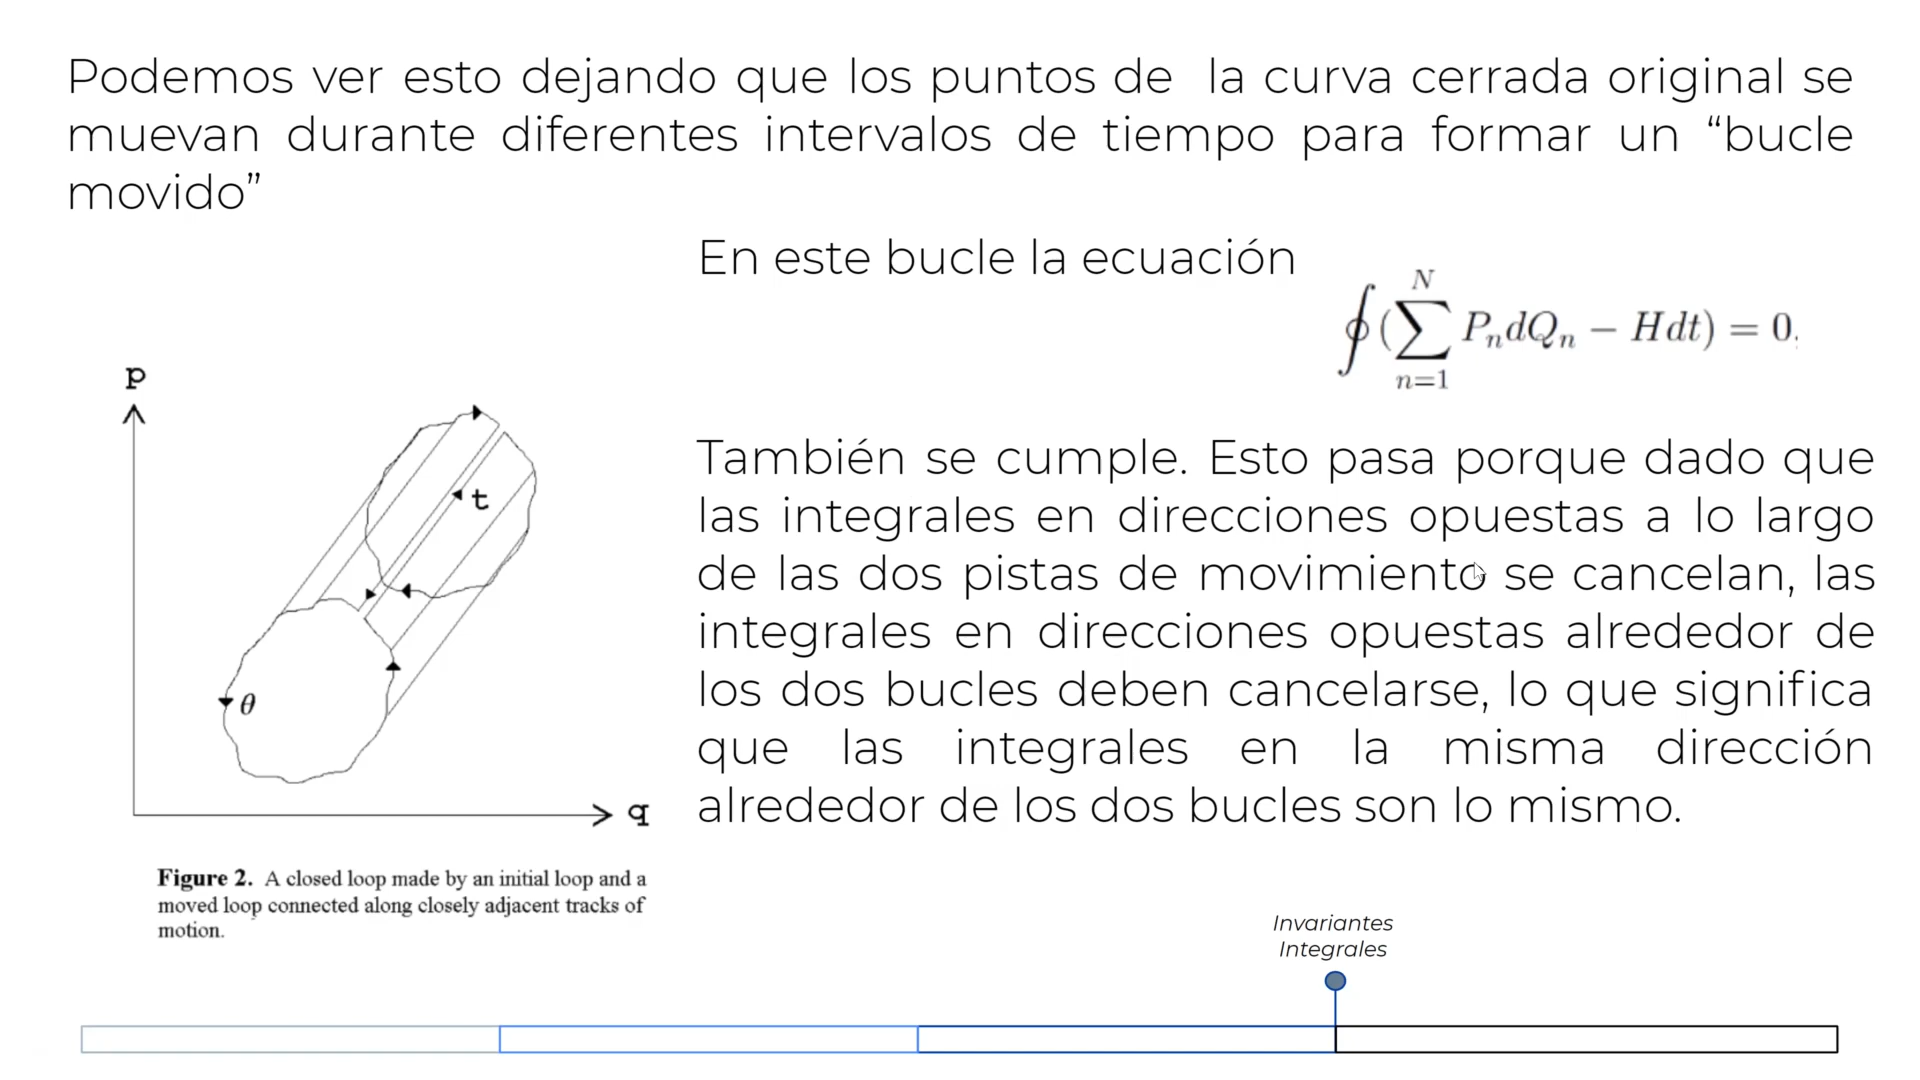 Podemos ver esto dejando que los puntos de la curva cerrada original se
muevan durante diferentes intervalos de tiempo para formar un “bucle
movido”
En este bucle la ecuación
∮(∑_{n=1}^{N} P_n dQ_n − Hdt) = 0.
También se cumple. Esto pasa porque dado que
las integrales en direcciones opuestas a lo largo
de las dos pistas de movimiento se cancelan, las
integrales en direcciones opuestas alrededor de
los dos bucles deben cancelarse, lo que significa
que las integrales en la misma dirección
alrededor de los dos bucles son lo mismo.
p
t
θ
q
Figure 2. A closed loop made by an initial loop and a
moved loop connected along closely adjacent tracks of
motion.
Invariantes
Integrales